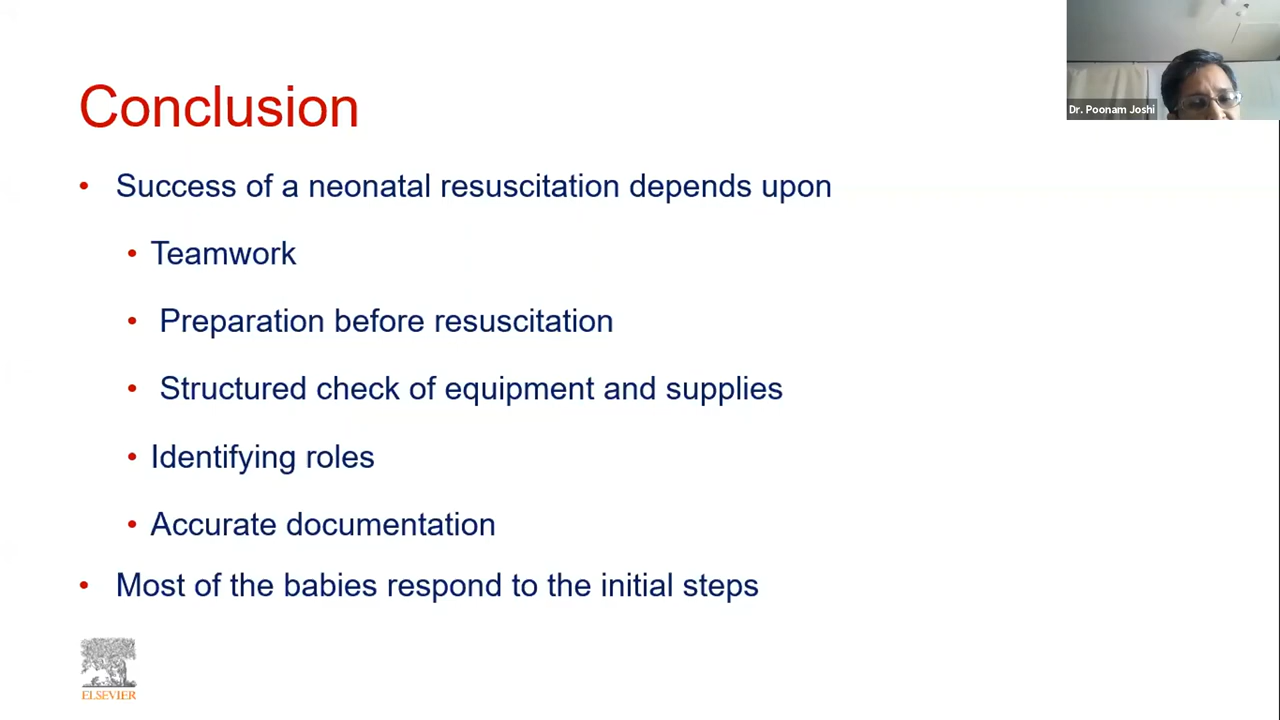 Dr. Poonam Joshi
Conclusion
• Success of a neonatal resuscitation depends upon
• Teamwork
• Preparation before resuscitation
• Structured check of equipment and supplies
• Identifying roles
• Accurate documentation
• Most of the babies respond to the initial steps
ELSEVIER